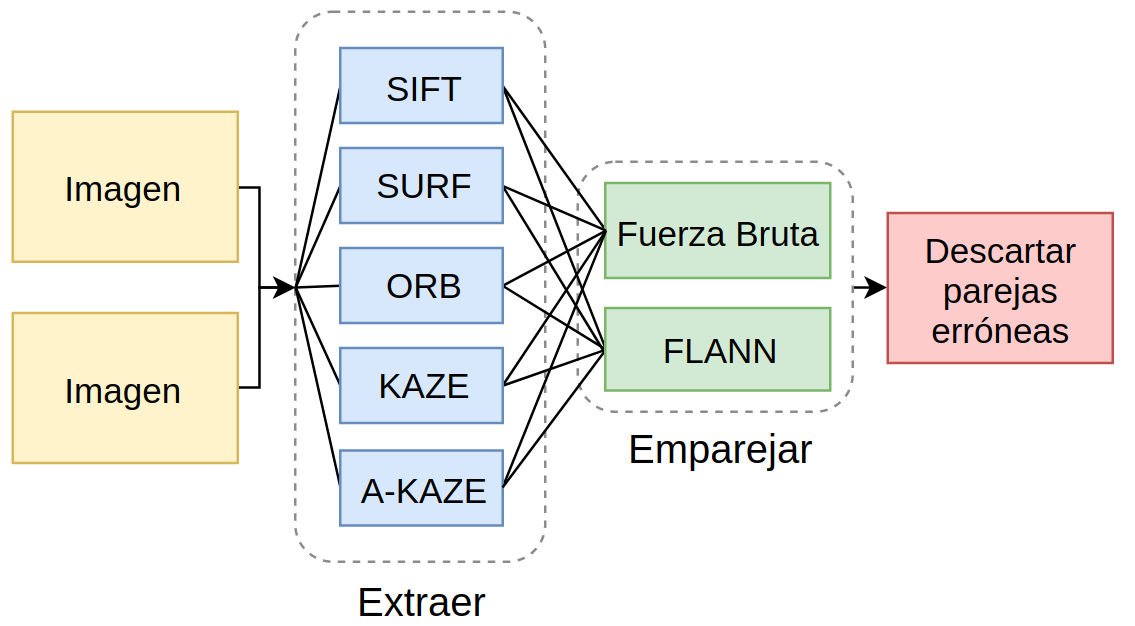 Imagen
Imagen
SIFT
SURF
ORB
KAZE
A-KAZE
Extraer
Fuerza Bruta
FLANN
Emparejar
Descartar
parejas
erróneas